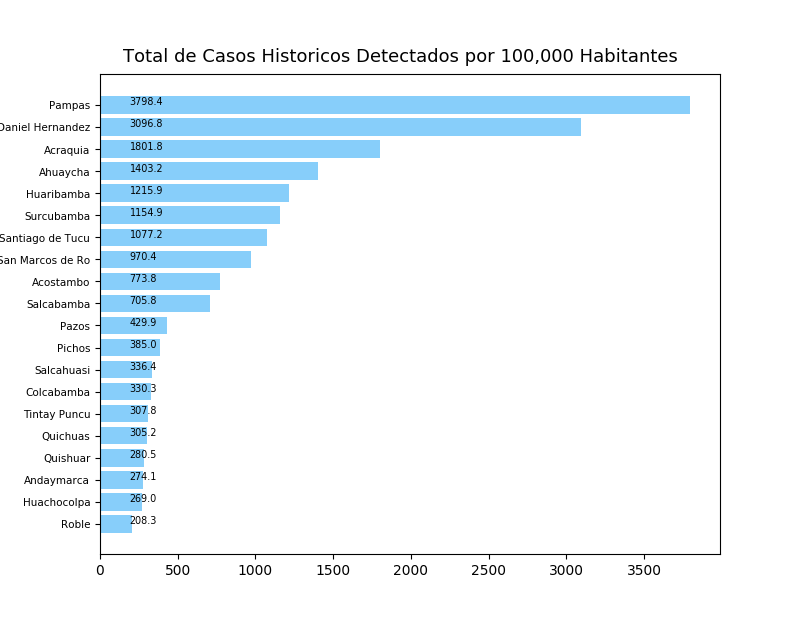 Total de Casos Historicos Detectados por 100,000 Habitantes
Pampas 3798.4
Daniel Hernandez 3096.8
Acraquia 1801.8
Ahuaycha 1403.2
Huaribamba 1215.9
Surcubamba 1154.9
Santiago de Tucu 1077.2
San Marcos de Ro 970.4
Acostambo 773.8
Salcabamba 705.8
Pazos 429.9
Pichos 385.0
Salcahuasi 336.4
Colcabamba 330.3
Tintay Puncu 307.8
Quichuas 305.2
Quishuar 280.5
Andaymarca 274.1
Huachocolpa 269.0
Roble 208.3
0 500 1000 1500 2000 2500 3000 3500